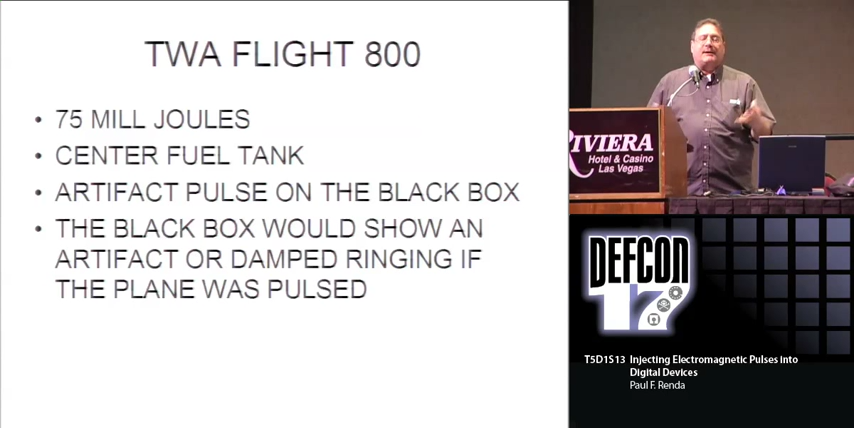 TWA FLIGHT 800
• 75 MILL JOULES
• CENTER FUEL TANK
• ARTIFACT PULSE ON THE BLACK BOX
• THE BLACK BOX WOULD SHOW AN
ARTIFACT OR DAMPED RINGING IF
THE PLANE WAS PULSED
RIVIERA
Hotel & Casino
Las Vegas
DEFCON
17
T5D1S13 Injecting Electromagnetic Pulses into
Digital Devices
Paul F. Renda